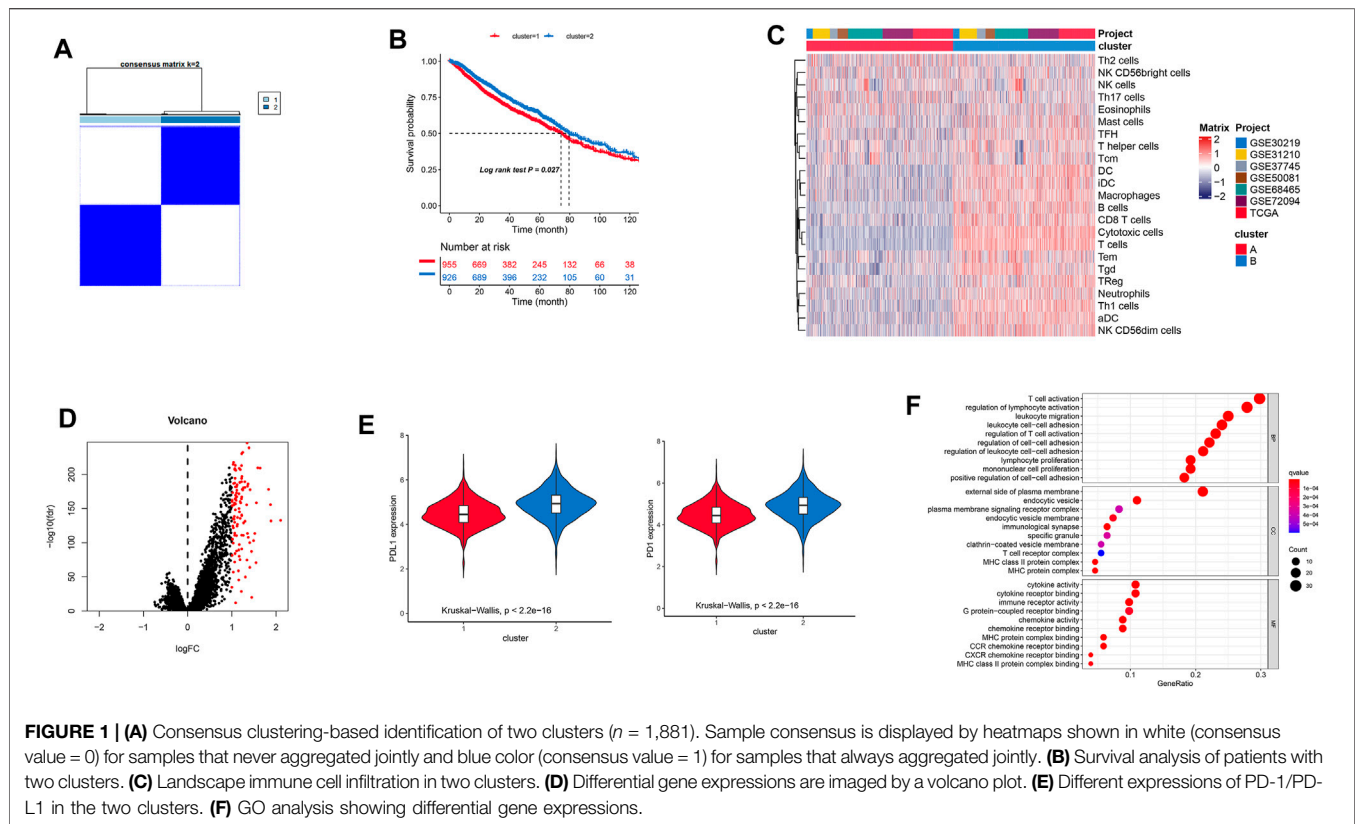 A
consensus matrix k=2
1
2
B
cluster=1 cluster=2
Survival probability
1.00
0.75
0.50
0.25
0.00
Log rank test P = 0.027
0 20 40 60 80 100 120
Time (month)
Number at risk
955 669 382 245 132 66 38
926 689 396 232 105 60 31
0 20 40 60 80 100 120
Time (month)
C
Project
cluster
Th2 cells
NK CD56bright cells
NK cells
Th17 cells
Eosinophils
Mast cells
TFH
T helper cells
Tcm
DC
iDC
Macrophages
B cells
CD8 T cells
Cytotoxic cells
T cells
Tem
Tgd
TReg
Neutrophils
Th1 cells
aDC
NK CD56dim cells
Matrix
2
1
0
−1
−2
Project
GSE30219
GSE31210
GSE37745
GSE50081
GSE68465
GSE72094
TCGA
cluster
A
B
D
Volcano
−log10(fdr)
200
150
100
50
0
−2 −1 0 1 2
logFC
E
PDL1 expression
8
6
4
2
0
Kruskal−Wallis, p < 2.2e−16
1 2
cluster
PD1 expression
8
6
4
2
0
Kruskal−Wallis, p < 2.2e−16
1 2
cluster
F
T cell activation
regulation of lymphocyte activation
leukocyte migration
leukocyte cell−cell adhesion
regulation of T cell activation
regulation of cell−cell adhesion
regulation of leukocyte cell−cell adhesion
lymphocyte proliferation
mononuclear cell proliferation
positive regulation of cell−cell adhesion
BP
external side of plasma membrane
endocytic vesicle
plasma membrane signaling receptor complex
endocytic vesicle membrane
immunological synapse
specific granule
clathrin−coated vesicle membrane
T cell receptor complex
MHC class II protein complex
MHC protein complex
CC
cytokine activity
cytokine receptor binding
immune receptor activity
G protein−coupled receptor binding
chemokine activity
chemokine receptor binding
MHC protein complex binding
CCR chemokine receptor binding
CXCR chemokine receptor binding
MHC class II protein complex binding
MF
0.1 0.2 0.3
GeneRatio
qvalue
1e−04
2e−04
3e−04
4e−04
5e−04
Count
10
20
30
FIGURE 1 | (A) Consensus clustering-based identification of two clusters (n = 1,881). Sample consensus is displayed by heatmaps shown in white (consensus
value = 0) for samples that never aggregated jointly and blue color (consensus value = 1) for samples that always aggregated jointly. (B) Survival analysis of patients with
two clusters. (C) Landscape immune cell infiltration in two clusters. (D) Differential gene expressions are imaged by a volcano plot. (E) Different expressions of PD-1/PD-
L1 in the two clusters. (F) GO analysis showing differential gene expressions.